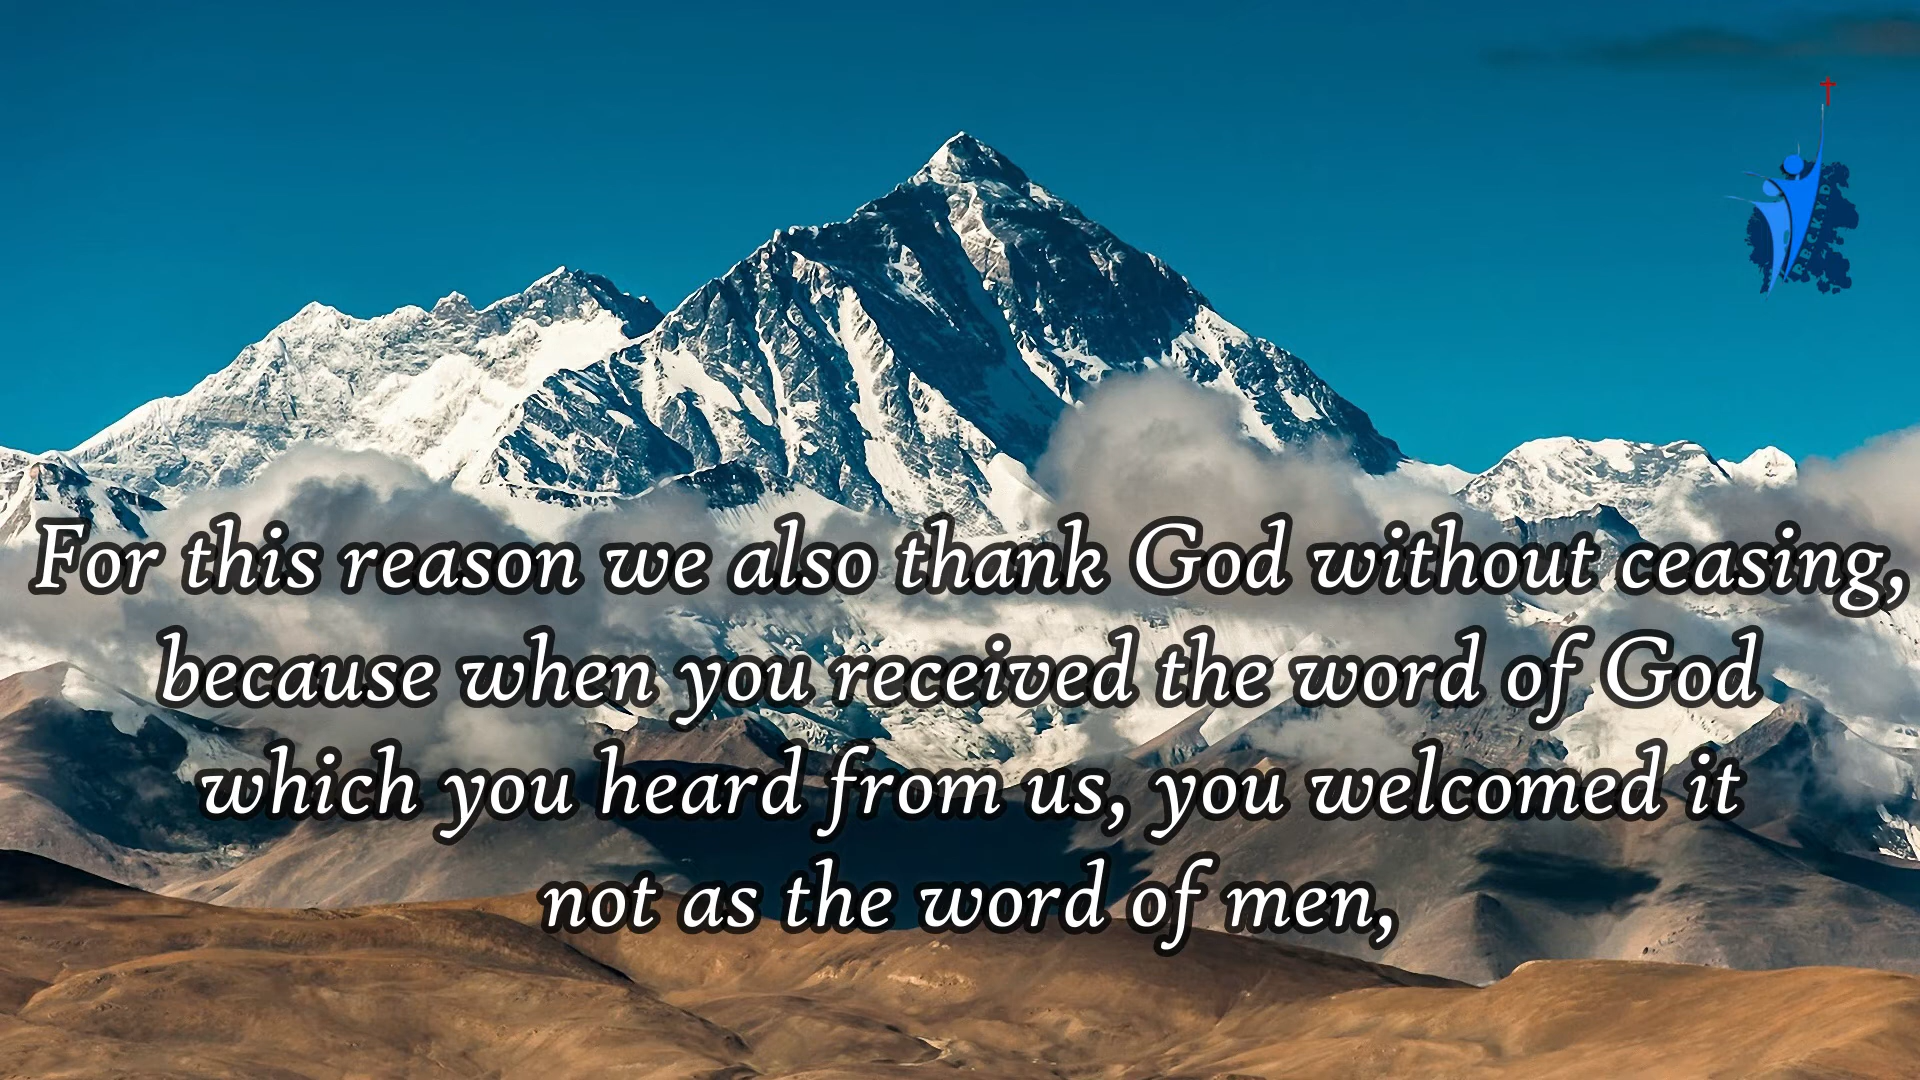 For this reason we also thank God without ceasing,
because when you received the word of God
which you heard from us, you welcomed it
not as the word of men,